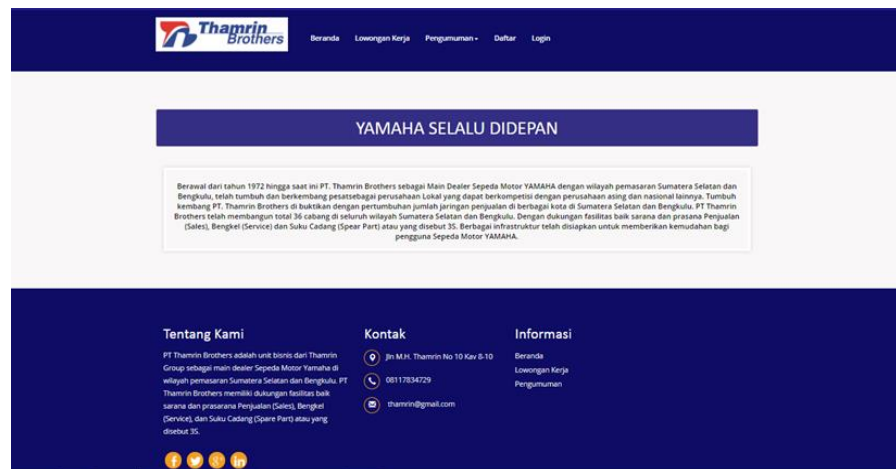 Thamrin
Brothers
Beranda Lowongan Kerja Pengumuman Daftar Login
YAMAHA SELALU DIDEPAN
Berawal dari tahun 1972 hingga saat ini PT. Thamrin Brothers sebagai Main Dealer Sepeda Motor YAMAHA dengan wilayah pemasaran Sumatera Selatan dan
Bengkulu, telah tumbuh dan berkembang pesatsebagai perusahaan Lokal yang dapat berkompetisi dengan perusahaan asing dan nasional lainnya. Tumbuh
kembang PT. Thamrin Brothers di buktikan dengan pertumbuhan jumlah jaringan penjualan di berbagai kota di Sumatera Selatan dan Bengkulu. PT Thamrin
Brothers telah membangun total 36 cabang di seluruh wilayah Sumatera Selatan dan Bengkulu. Dengan dukungan fasilitas baik sarana dan prasana Penjualan
(Sales), Bengkel (Service) dan Suku Cadang (Spear Part) atau yang disebut 3S. Berbagai infrastruktur telah disiapkan untuk memberikan kemudahan bagi
pengguna Sepeda Motor YAMAHA.
Tentang Kami
PT Thamrin Brothers adalah unit bisnis dari Thamrin
Group sebagai main dealer Sepeda Motor Yamaha di
wilayah pemasaran Sumatera Selatan dan Bengkulu. PT
Thamrin Brothers memiliki dukungan fasilitas baik
sarana dan prasarana Penjualan (Sales), Bengkel
(Service), dan Suku Cadang (Spare Part) atau yang
disebut 3S.
Kontak
Jln M.H. Thamrin No 10 Kav 8-10
08117834729
thamrin@gmail.com
Informasi
Beranda
Lowongan Kerja
Pengumuman